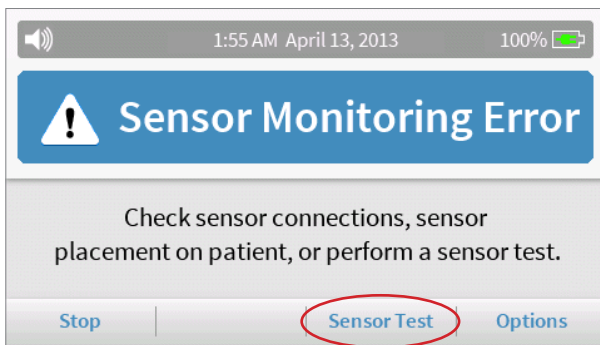 1:55 AM April 13, 2013 100%
Sensor Monitoring Error
Check sensor connections, sensor
placement on patient, or perform a sensor test.
Stop Sensor Test Options